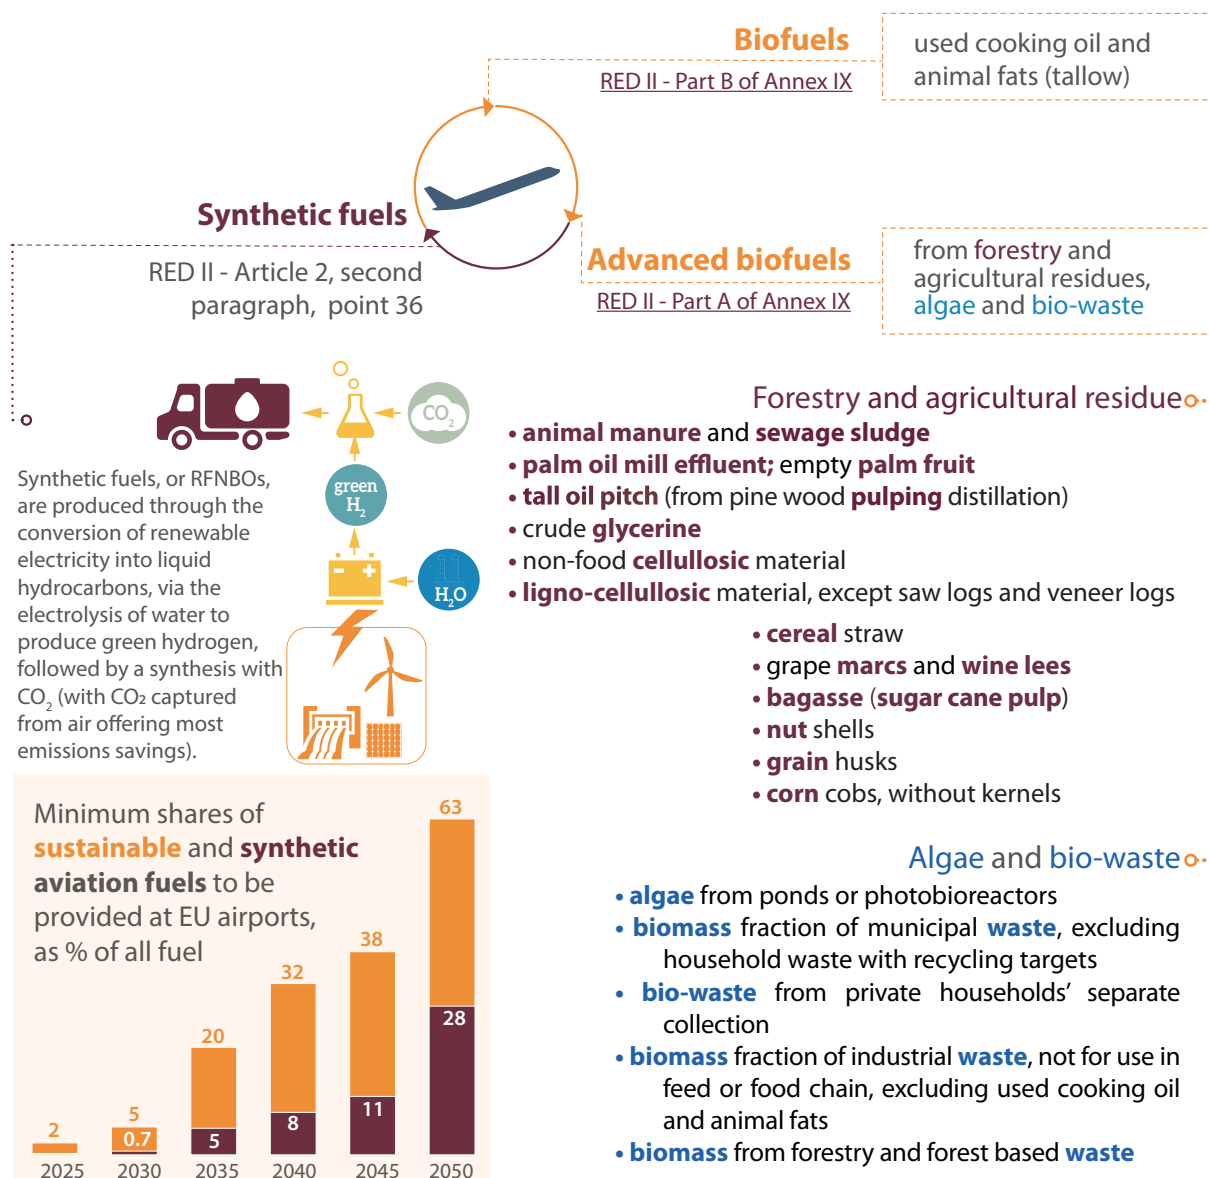 Biofuels
RED II - Part B of Annex IX
used cooking oil and
animal fats (tallow)
Synthetic fuels
RED II - Article 2, second
paragraph, point 36
Advanced biofuels
RED II - Part A of Annex IX
from forestry and
agricultural residues,
algae and bio-waste
CO2
green
H2
H2O
Synthetic fuels, or RFNBOs,
are produced through the
conversion of renewable
electricity into liquid
hydrocarbons, via the
electrolysis of water to
produce green hydrogen,
followed by a synthesis with
CO2 (with CO2 captured
from air offering most
emissions savings).
Forestry and agricultural residue
• animal manure and sewage sludge
• palm oil mill effluent; empty palm fruit
• tall oil pitch (from pine wood pulping distillation)
• crude glycerine
• non-food cellullosic material
• ligno-cellullosic material, except saw logs and veneer logs
• cereal straw
• grape marcs and wine lees
• bagasse (sugar cane pulp)
• nut shells
• grain husks
• corn cobs, without kernels
Algae and bio-waste
• algae from ponds or photobioreactors
• biomass fraction of municipal waste, excluding
household waste with recycling targets
• bio-waste from private households' separate
collection
• biomass fraction of industrial waste, not for use in
feed or food chain, excluding used cooking oil
and animal fats
• biomass from forestry and forest based waste
Minimum shares of
sustainable and synthetic
aviation fuels to be
provided at EU airports,
as % of all fuel
2
5
0.7
20
5
32
8
38
11
63
28
2025 2030 2035 2040 2045 2050